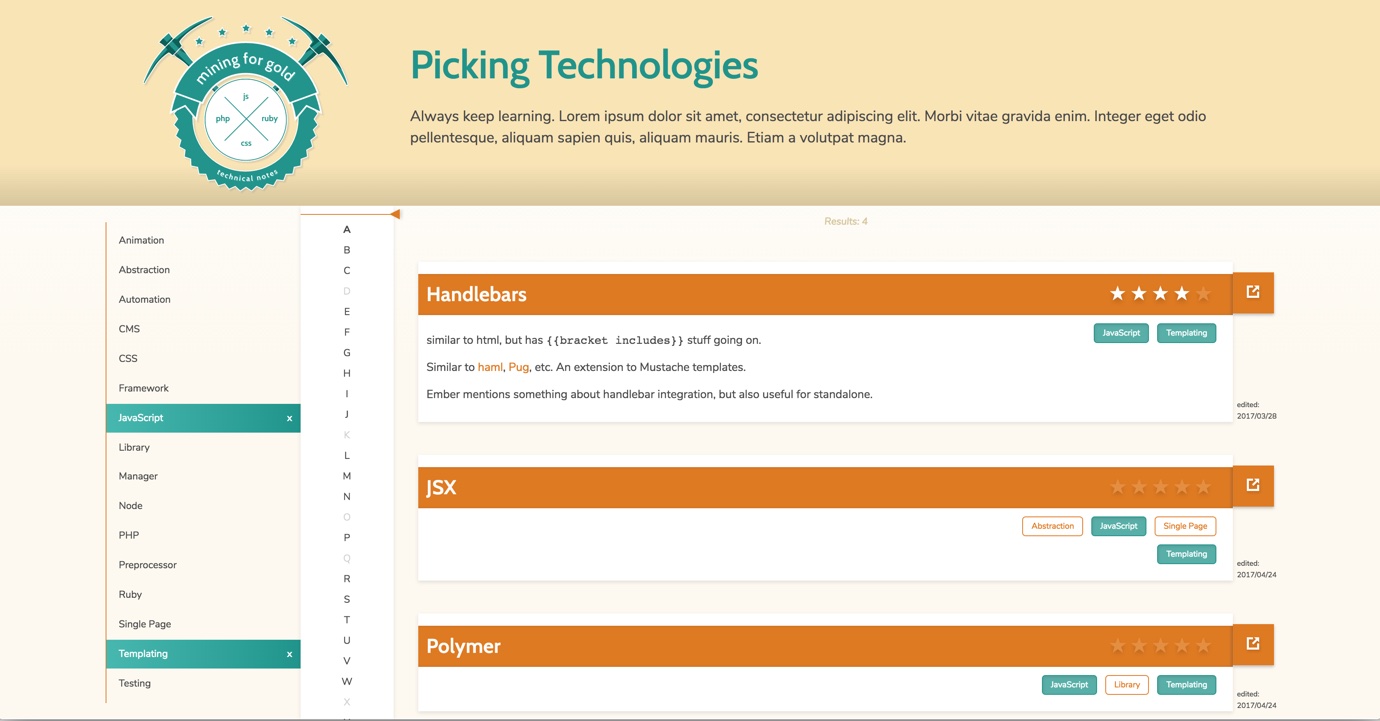 mining for gold
js
php
ruby
css
technical notes
Picking Technologies
Always keep learning. Lorem ipsum dolor sit amet, consectetur adipiscing elit. Morbi vitae gravida enim. Integer eget odio
pellentesque, aliquam sapien quis, aliquam mauris. Etiam a volutpat magna.
Animation
Abstraction
Automation
CMS
CSS
Framework
JavaScript x
Library
Manager
Node
PHP
Preprocessor
Ruby
Single Page
Templating x
Testing
A
B
C
D
E
F
G
H
I
J
K
L
M
N
O
P
Q
R
S
T
U
V
W
X
Results: 4
Handlebars
JavaScript Templating
similar to html, but has {{bracket includes}} stuff going on.
Similar to haml, Pug, etc. An extension to Mustache templates.
Ember mentions something about handlebar integration, but also useful for standalone.
edited:
2017/03/28
JSX
Abstraction JavaScript Single Page
Templating
edited:
2017/04/24
Polymer
JavaScript Library Templating
edited:
2017/04/24